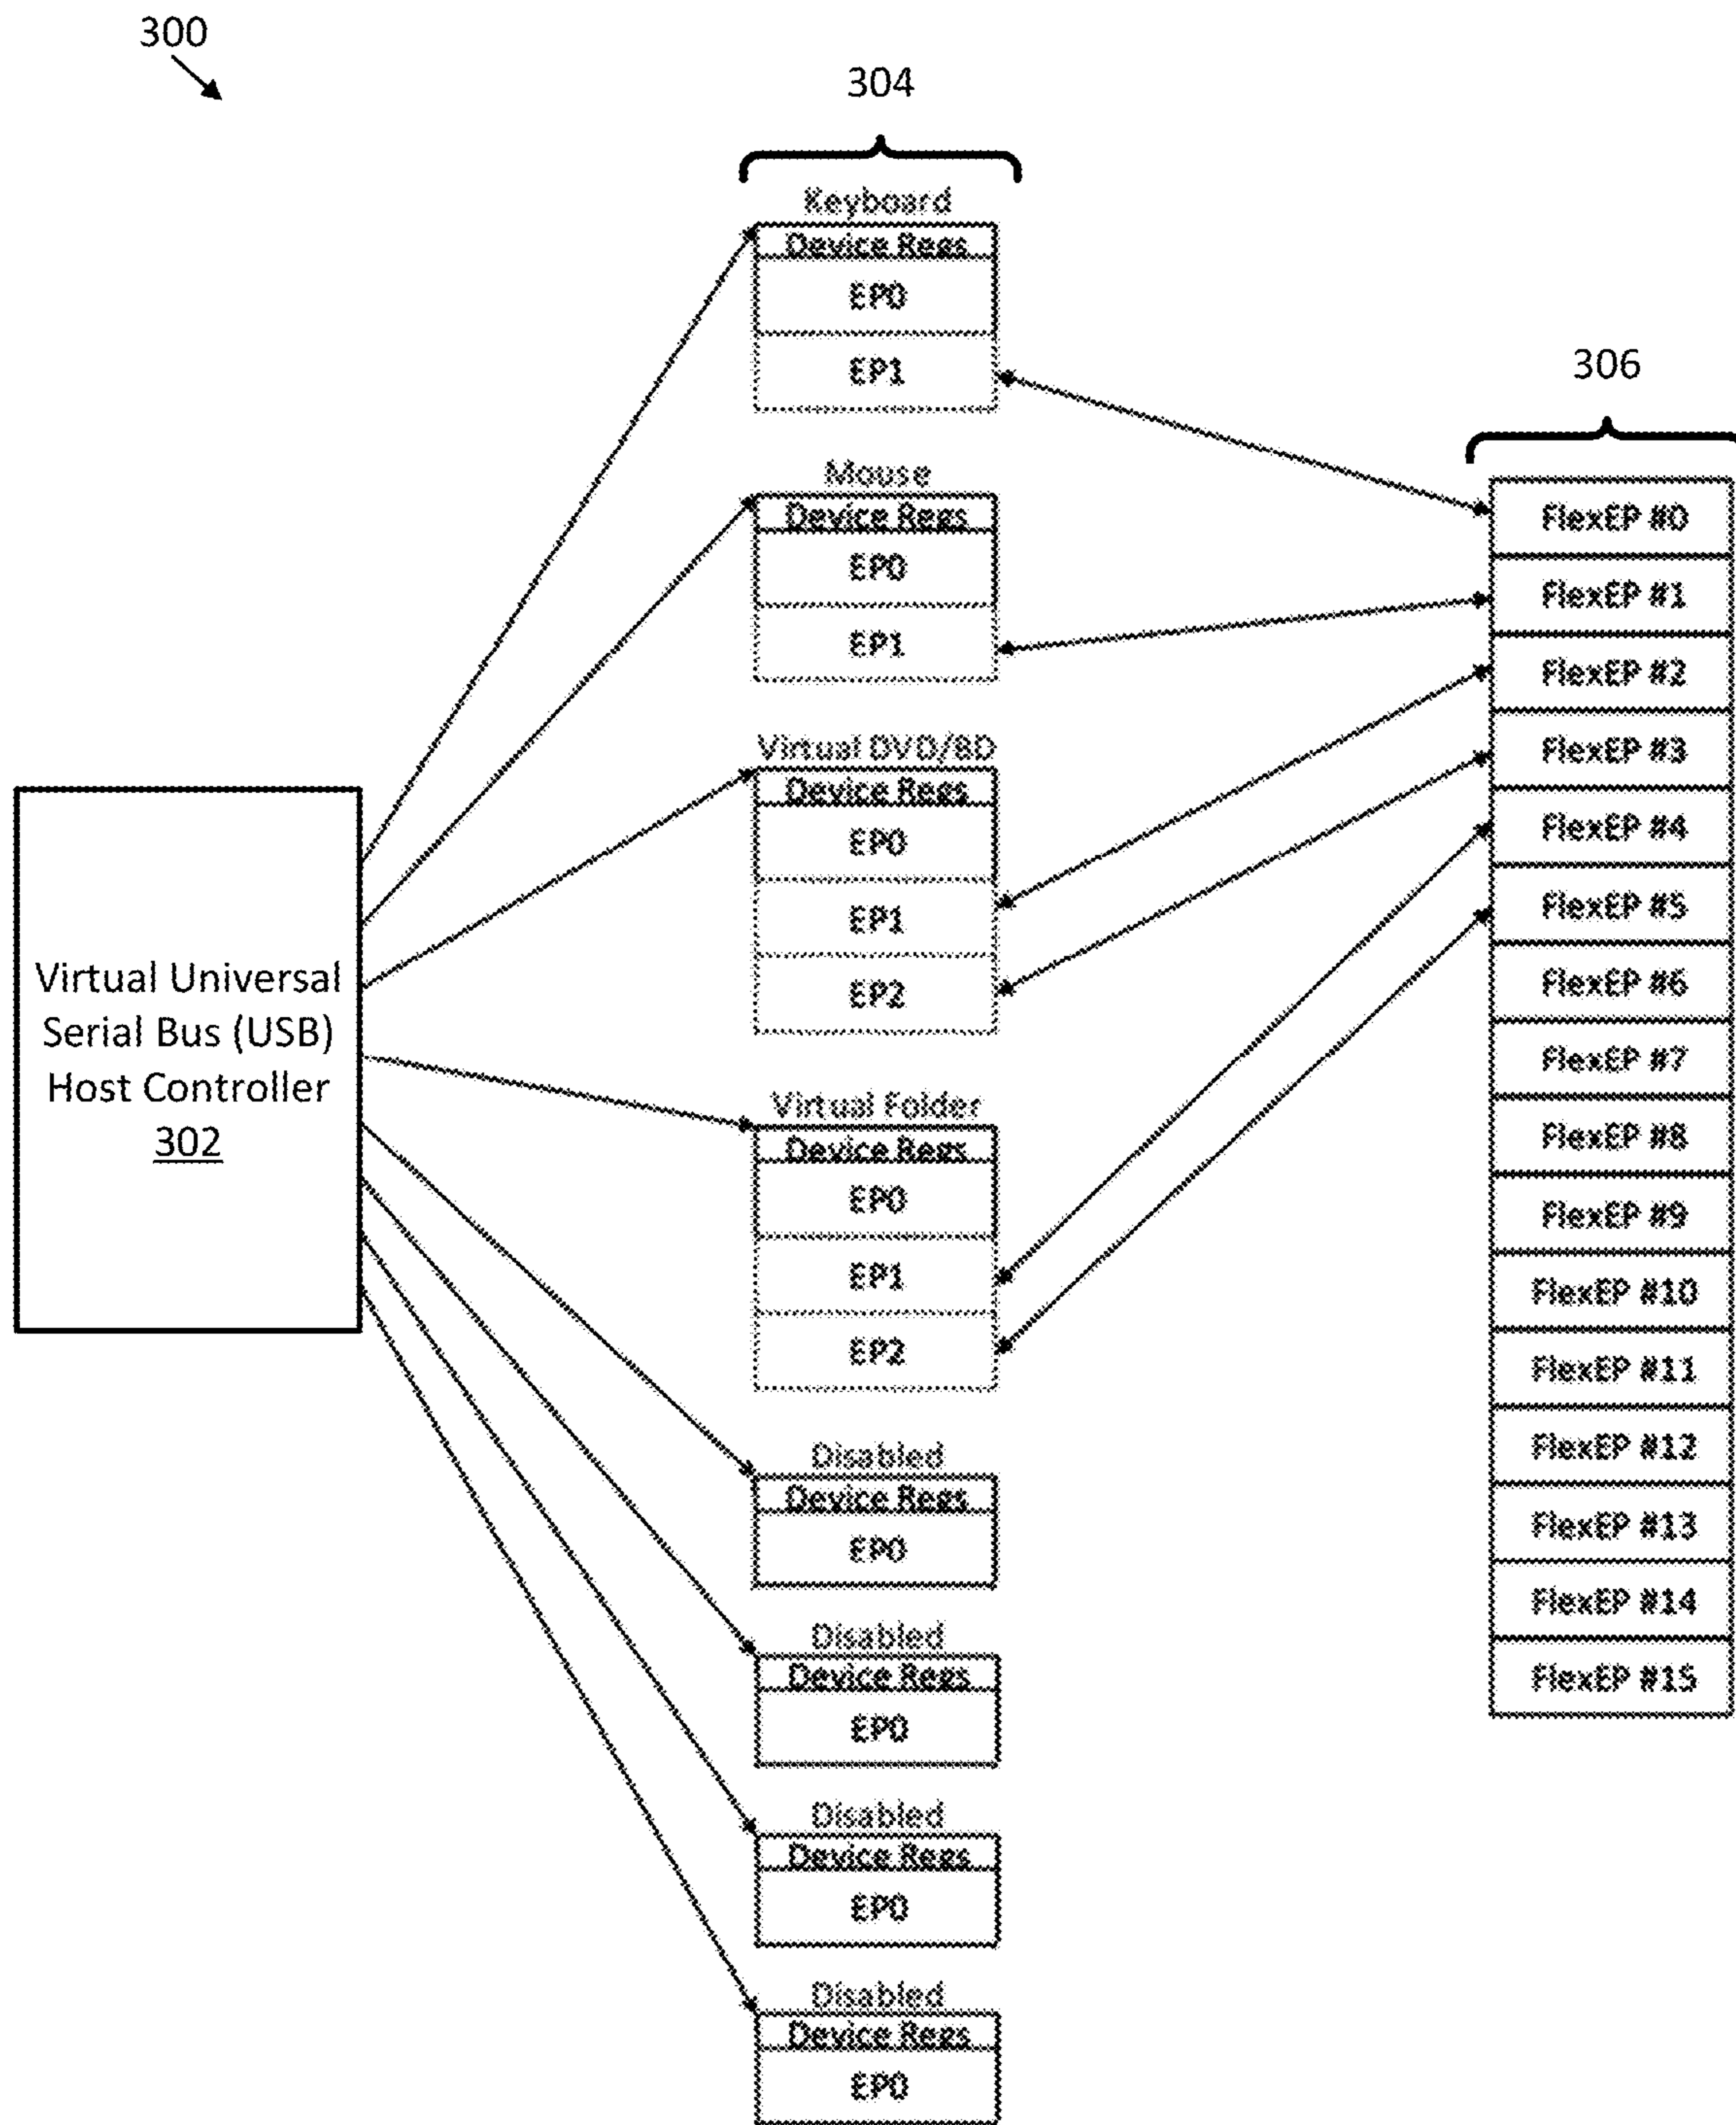 300
304
Keyboard
Device Regs
EP0
EP1
Mouse
Device Regs
EP0
EP1
Virtual DVD/BD
Device Regs
EP0
EP1
EP2
Virtual Folder
Device Regs
EP0
EP1
EP2
Disabled
Device Regs
EP0
Disabled
Device Regs
EP0
Disabled
Device Regs
EP0
Disabled
Device Regs
EP0
Virtual Universal
Serial Bus (USB)
Host Controller
302
306
FlexEP #0
FlexEP #1
FlexEP #2
FlexEP #3
FlexEP #4
FlexEP #5
FlexEP #6
FlexEP #7
FlexEP #8
FlexEP #9
FlexEP #10
FlexEP #11
FlexEP #12
FlexEP #13
FlexEP #14
FlexEP #15